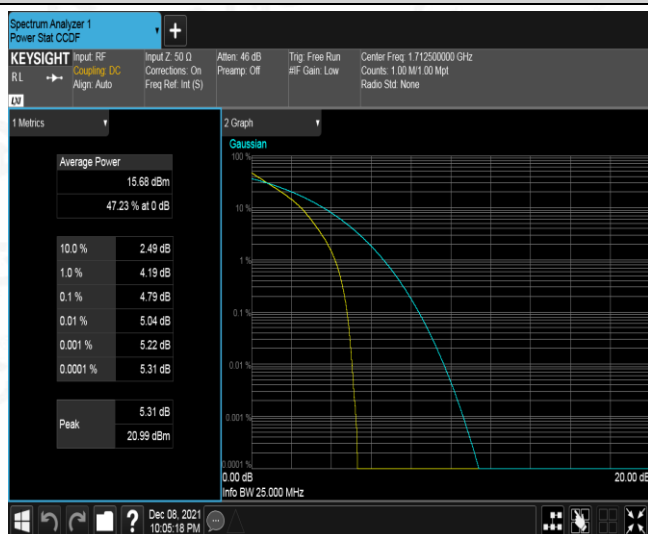 Spectrum Analyzer 1
Power Stat CCDF
+
KEYSIGHT
RL
LXI
Input: RF
Coupling: DC
Align: Auto
Input Z: 50 Ω
Corrections: On
Freq Ref: Int (S)
Atten: 46 dB
Preamp: Off
Trig: Free Run
#IF Gain: Low
Center Freq: 1.712500000 GHz
Counts: 1.00 M/1.00 Mpt
Radio Std: None
1 Metrics
Average Power
15.68 dBm
47.23 % at 0 dB
10.0 % 2.49 dB
1.0 % 4.19 dB
0.1 % 4.79 dB
0.01 % 5.04 dB
0.001 % 5.22 dB
0.0001 % 5.31 dB
Peak
5.31 dB
20.99 dBm
2 Graph
Gaussian
100 %
10 %
1 %
0.1 %
0.01 %
0.001 %
0.0001 %
0.00 dB
20.00 dB
Info BW 25.000 MHz
?
Dec 08, 2021
10:05:18 PM